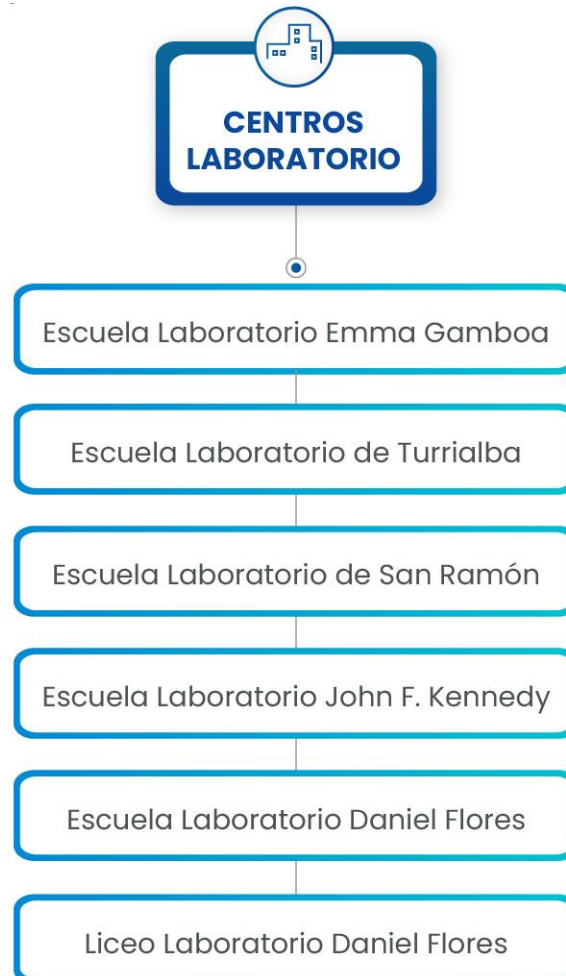 CENTROS
LABORATORIO
Escuela Laboratorio Emma Gamboa
Escuela Laboratorio de Turrialba
Escuela Laboratorio de San Ramón
Escuela Laboratorio John F. Kennedy
Escuela Laboratorio Daniel Flores
Liceo Laboratorio Daniel Flores